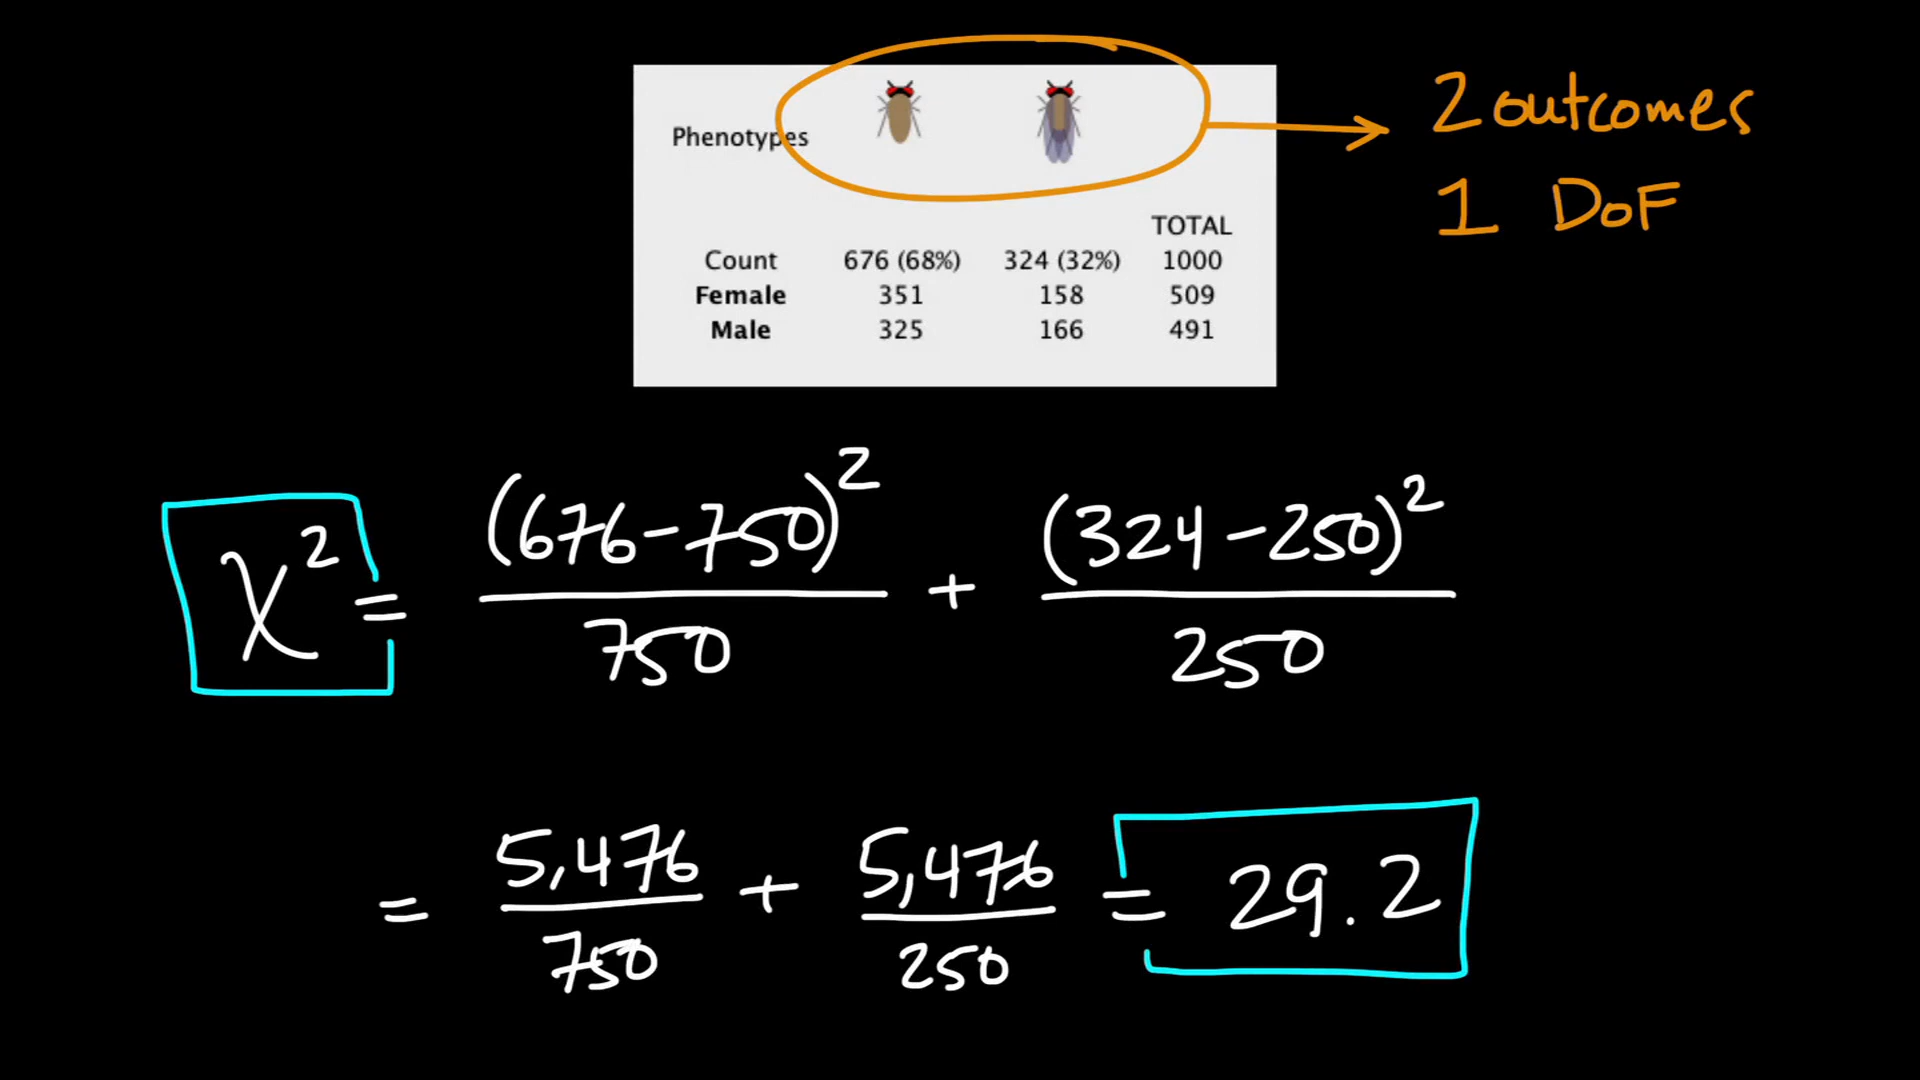 2 outcomes
Phenotypes
1 DoF
TOTAL
Count 676 (68%) 324 (32%) 1000
Female 351 158 509
Male 325 166 491
χ² = (676-750)²/750 + (324-250)²/250
= 5,476/750 + 5,476/250 = 29.2